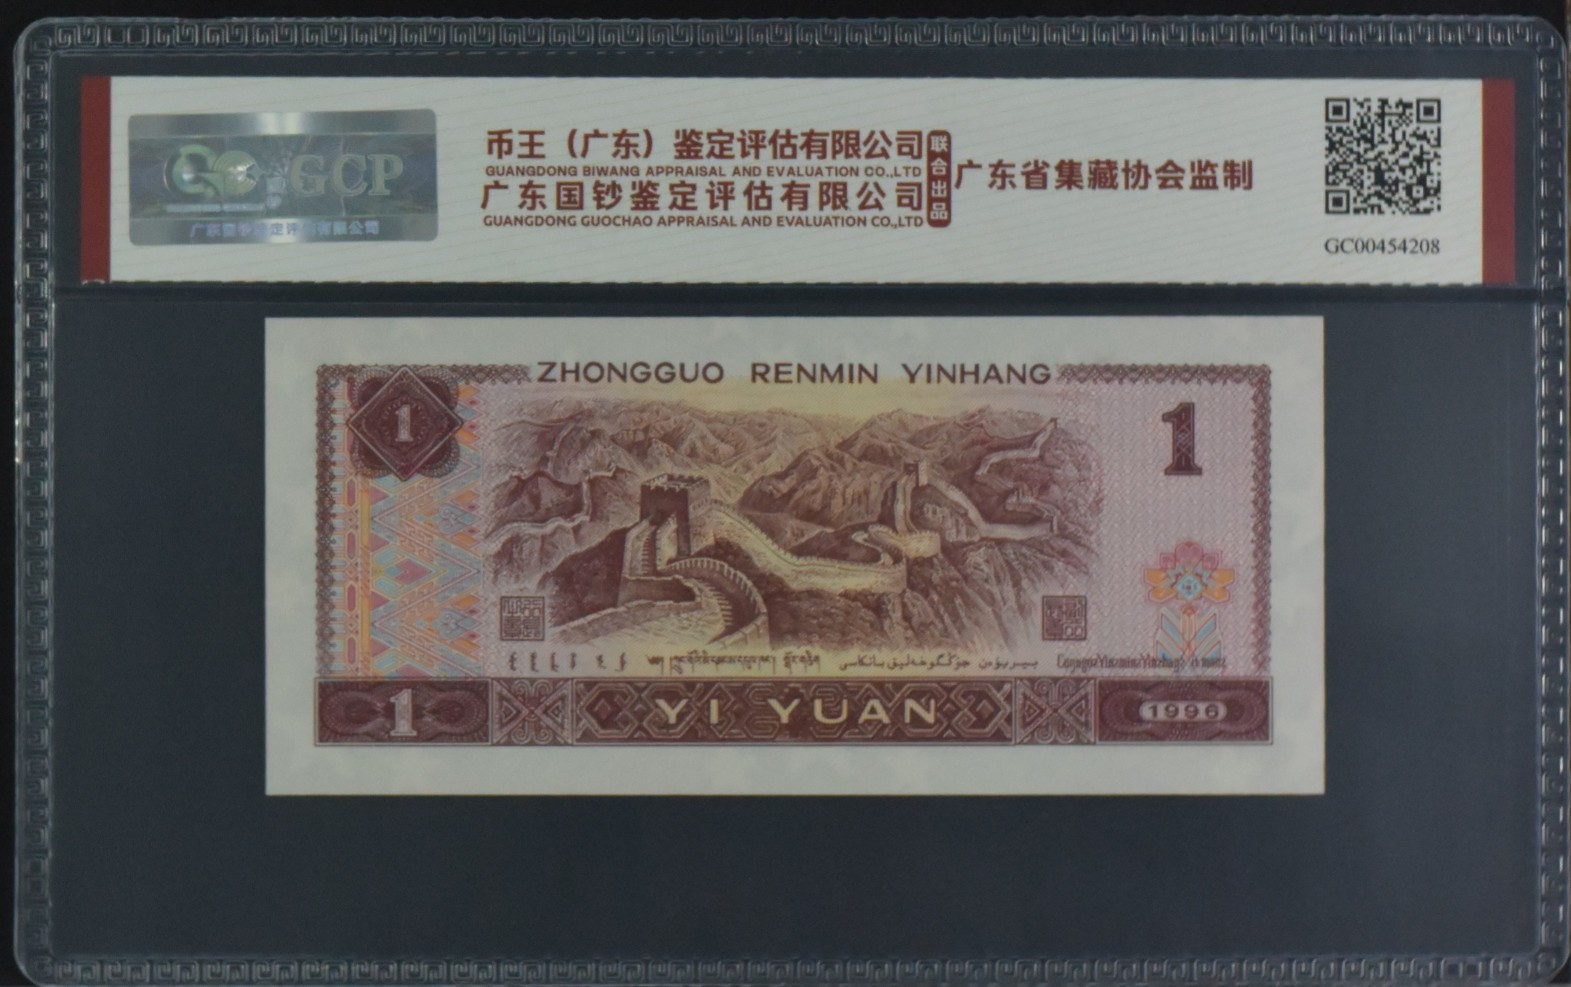 GCP
币王（广东）鉴定评估有限公司
GUANGDONG BIWANG APPRAISAL AND EVALUATION CO.,LTD
广东国钞鉴定评估有限公司
GUANGDONG GUOCHAO APPRAISAL AND EVALUATION CO.,LTD
联合出品
广东省集藏协会监制
GC00454208
ZHONGGUO RENMIN YINHANG
1
1
1
YI YUAN
1996